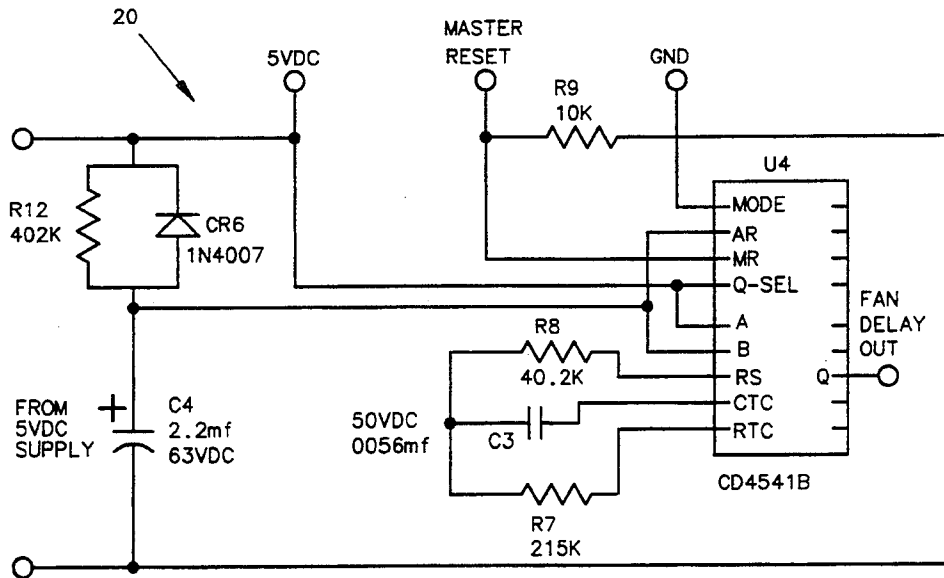 20
5VDC
MASTER
RESET
GND
R9
10K
U4
R12
402K
CR6
1N4007
MODE
AR
MR
Q-SEL
A
B
RS
CTC
RTC
Q
FAN
DELAY
OUT
R8
40.2K
FROM
5VDC
SUPPLY
+
C4
2.2mf
63VDC
50VDC
0056mf
C3
R7
215K
CD4541B